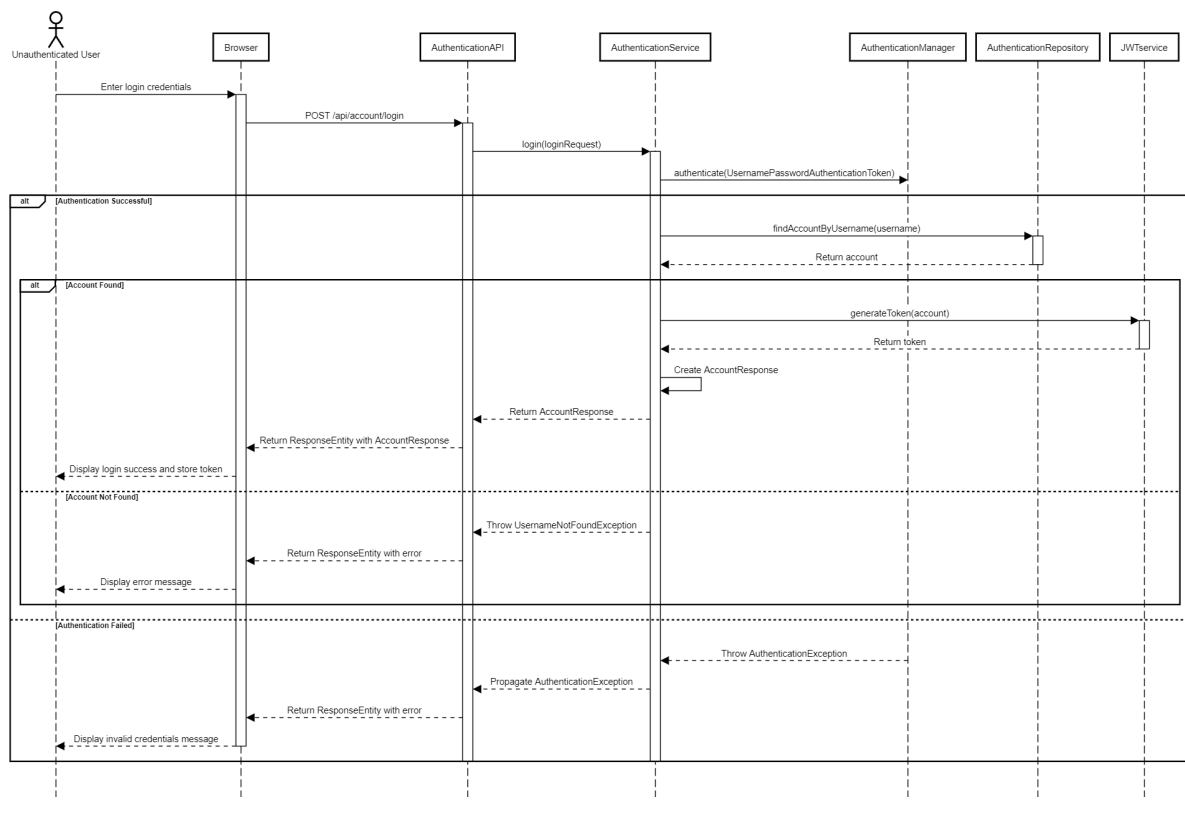 Unauthenticated User
Browser
AuthenticationAPI
AuthenticationService
AuthenticationManager
AuthenticationRepository
JWTservice
Enter login credentials
POST /api/account/login
login(loginRequest)
authenticate(UsernamePasswordAuthenticationToken)
alt
[Authentication Successful]
findAccountByUsername(username)
Return account
alt
[Account Found]
generateToken(account)
Return token
Create AccountResponse
Return AccountResponse
Return ResponseEntity with AccountResponse
Display login success and store token
[Account Not Found]
Throw UsernameNotFoundException
Return ResponseEntity with error
Display error message
[Authentication Failed]
Throw AuthenticationException
Propagate AuthenticationException
Return ResponseEntity with error
Display invalid credentials message